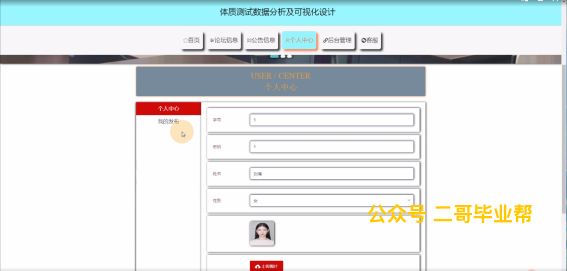 体质测试数据分析及可视化设计
首页 论坛信息 公告信息 个人中心 后台管理 客服
USER / CENTER
个人中心
个人中心
我的发布
学号 1
密码 1
姓名
性别 女
公众号 二哥毕业帮
上传图片